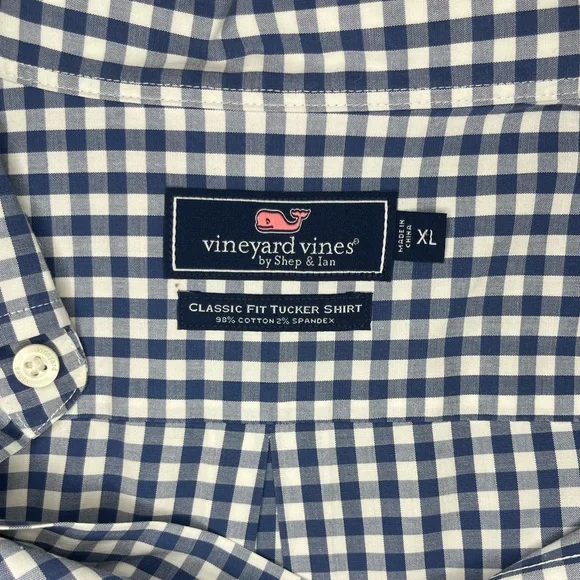 vineyard vines®
by Shep & Ian
MADE IN
CHINA
XL
CLASSIC FIT TUCKER SHIRT
98% COTTON 2% SPANDEX